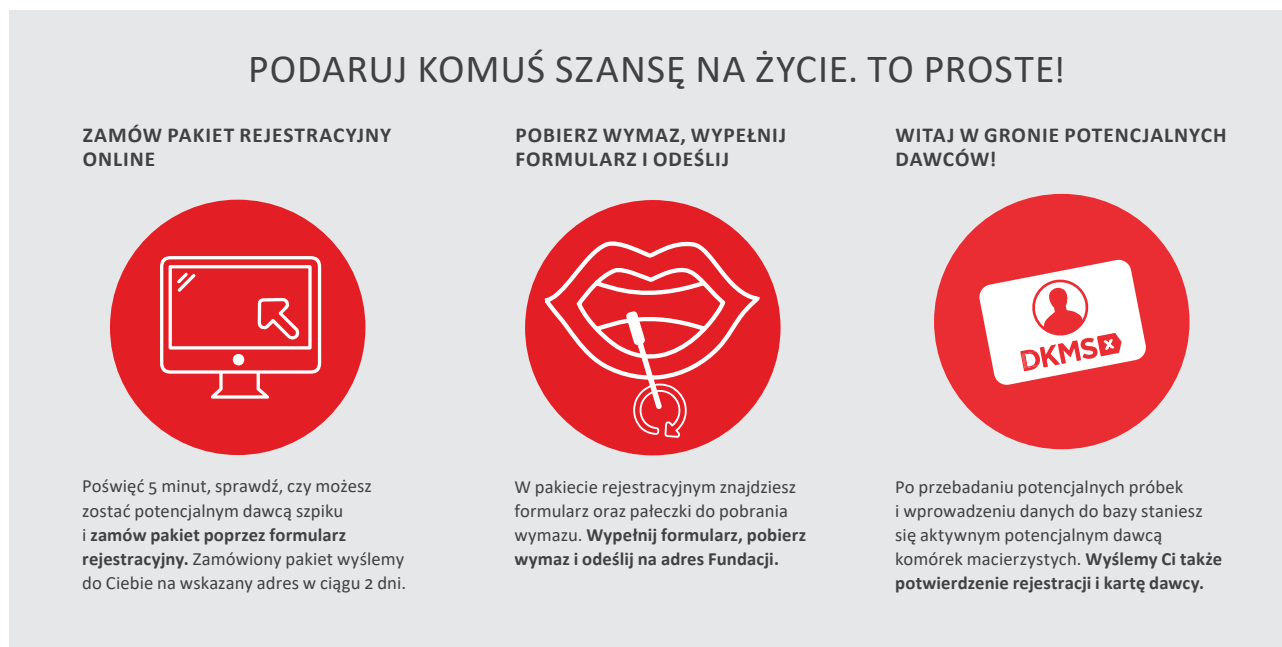 PODARUJ KOMUŚ SZANSĘ NA ŻYCIE. TO PROSTE!
ZAMÓW PAKIET REJESTRACYJNY
ONLINE
Poświęć 5 minut, sprawdź, czy możesz
zostać potencjalnym dawcą szpiku
i zamów pakiet poprzez formularz
rejestracyjny. Zamówiony pakiet wyślemy
do Ciebie na wskazany adres w ciągu 2 dni.
POBIERZ WYMAZ, WYPEŁNIJ
FORMULARZ I ODEŚLIJ
W pakiecie rejestracyjnym znajdziesz
formularz oraz pałeczki do pobrania
wymazu. Wypełnij formularz, pobierz
wymaz i odeślij na adres Fundacji.
WITAJ W GRONIE POTENCJALNYCH
DAWCÓW!
DKMS
Po przebadaniu potencjalnych próbek
i wprowadzeniu danych do bazy staniesz
się aktywnym potencjalnym dawcą
komórek macierzystych. Wyślemy Ci także
potwierdzenie rejestracji i kartę dawcy.